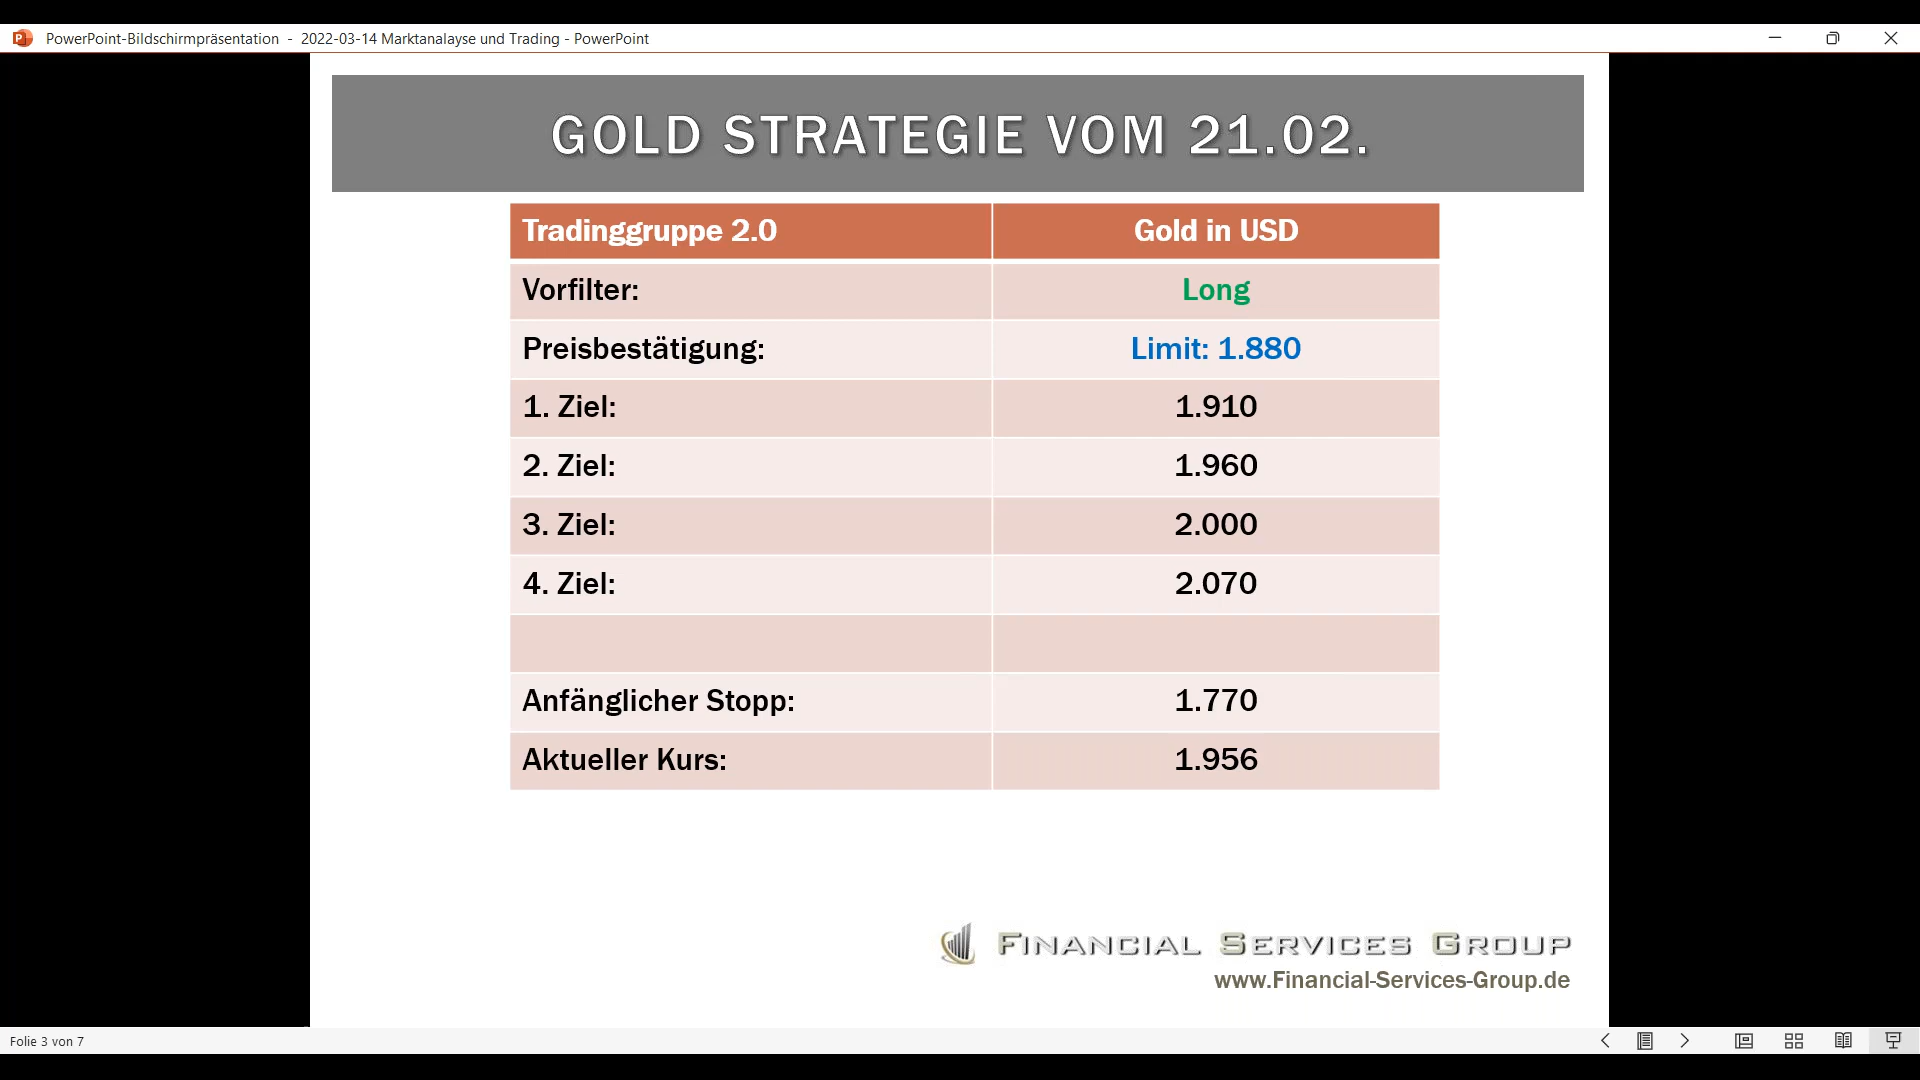 PowerPoint-Bildschirmpräsentation - 2022-03-14 Marktanalayse und Trading - PowerPoint
GOLD STRATEGIE VOM 21.02.
Tradinggruppe 2.0 Gold in USD
Vorfilter: Long
Preisbestätigung: Limit: 1.880
1. Ziel: 1.910
2. Ziel: 1.960
3. Ziel: 2.000
4. Ziel: 2.070
Anfänglicher Stopp: 1.770
Aktueller Kurs: 1.956
FINANCIAL SERVICES GROUP
www.Financial-Services-Group.de
Folie 3 von 7